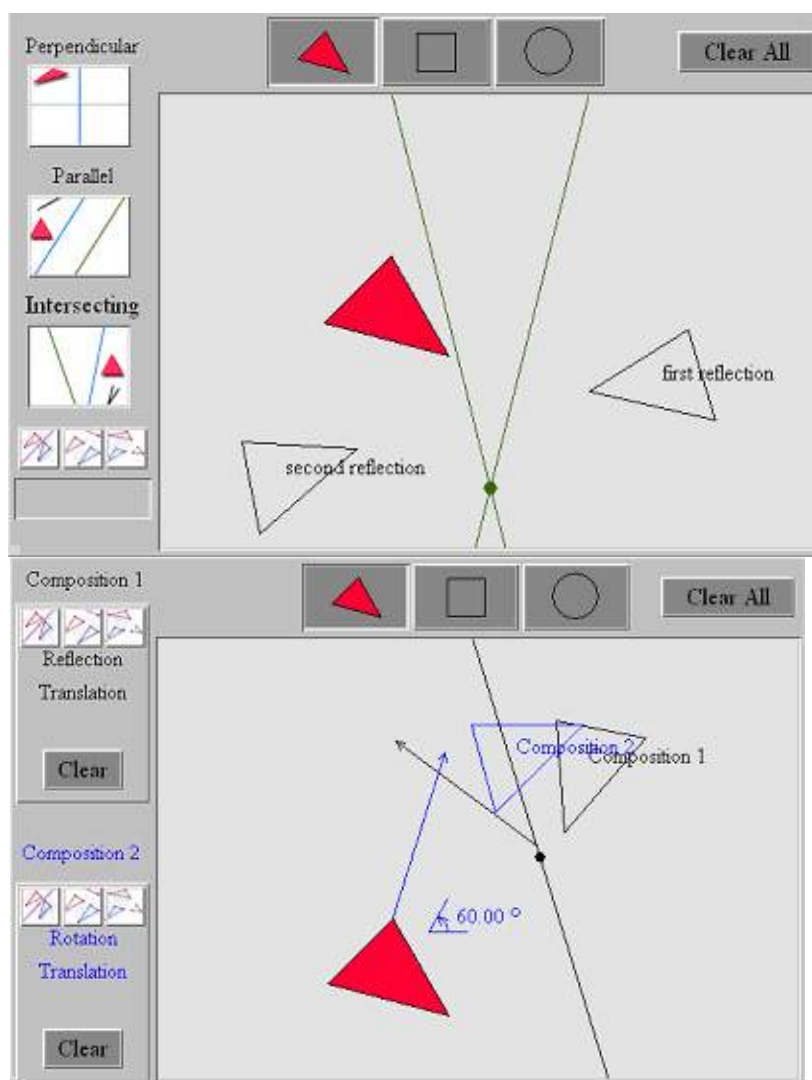 Perpendicular
Clear All
Parallel
Intersecting
first reflection
second reflection
Composition 1
Clear All
Reflection
Translation
Clear
Composition 2
Composition 1
Composition 2
60.00 °
Rotation
Translation
Clear